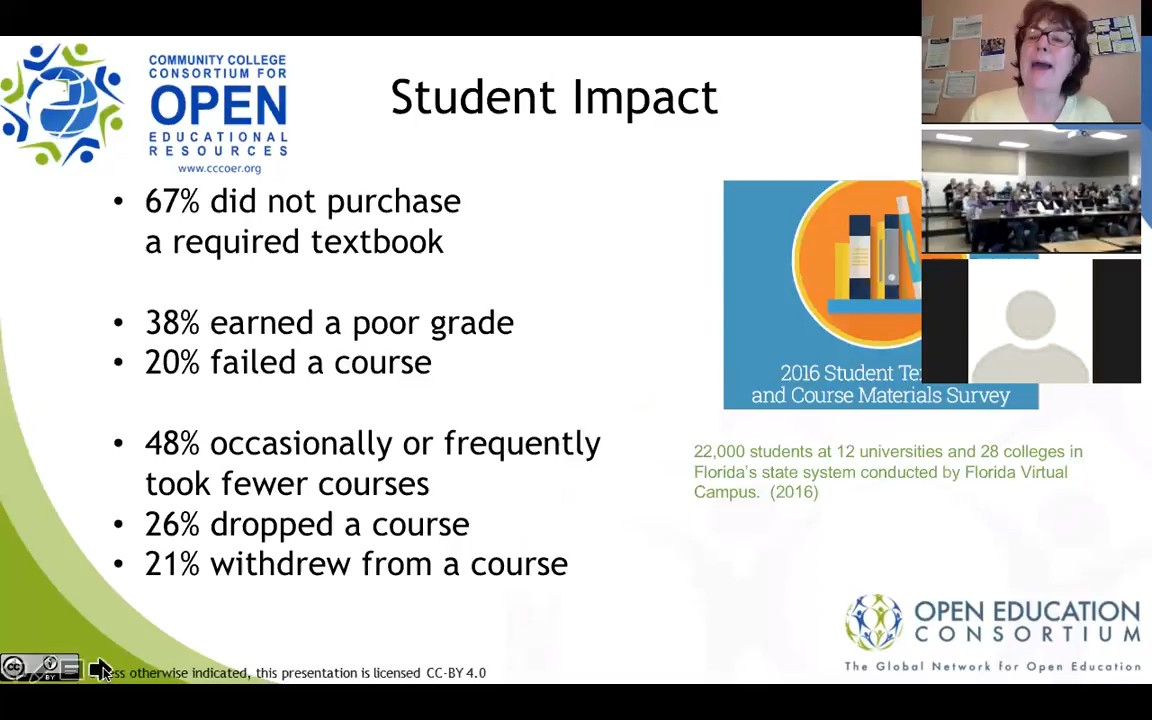 COMMUNITY COLLEGE
CONSORTIUM FOR
OPEN
EDUCATIONAL
RESOURCES
www.cccoer.org
Student Impact
• 67% did not purchase
a required textbook
• 38% earned a poor grade
• 20% failed a course
• 48% occasionally or frequently
took fewer courses
• 26% dropped a course
• 21% withdrew from a course
2016 Student
and Course Materials Survey
22,000 students at 12 universities and 28 colleges in
Florida's state system conducted by Florida Virtual
Campus. (2016)
OPEN EDUCATION
CONSORTIUM
The Global Network for Open Education
cc
BY
otherwise indicated, this presentation is licensed CC-BY 4.0